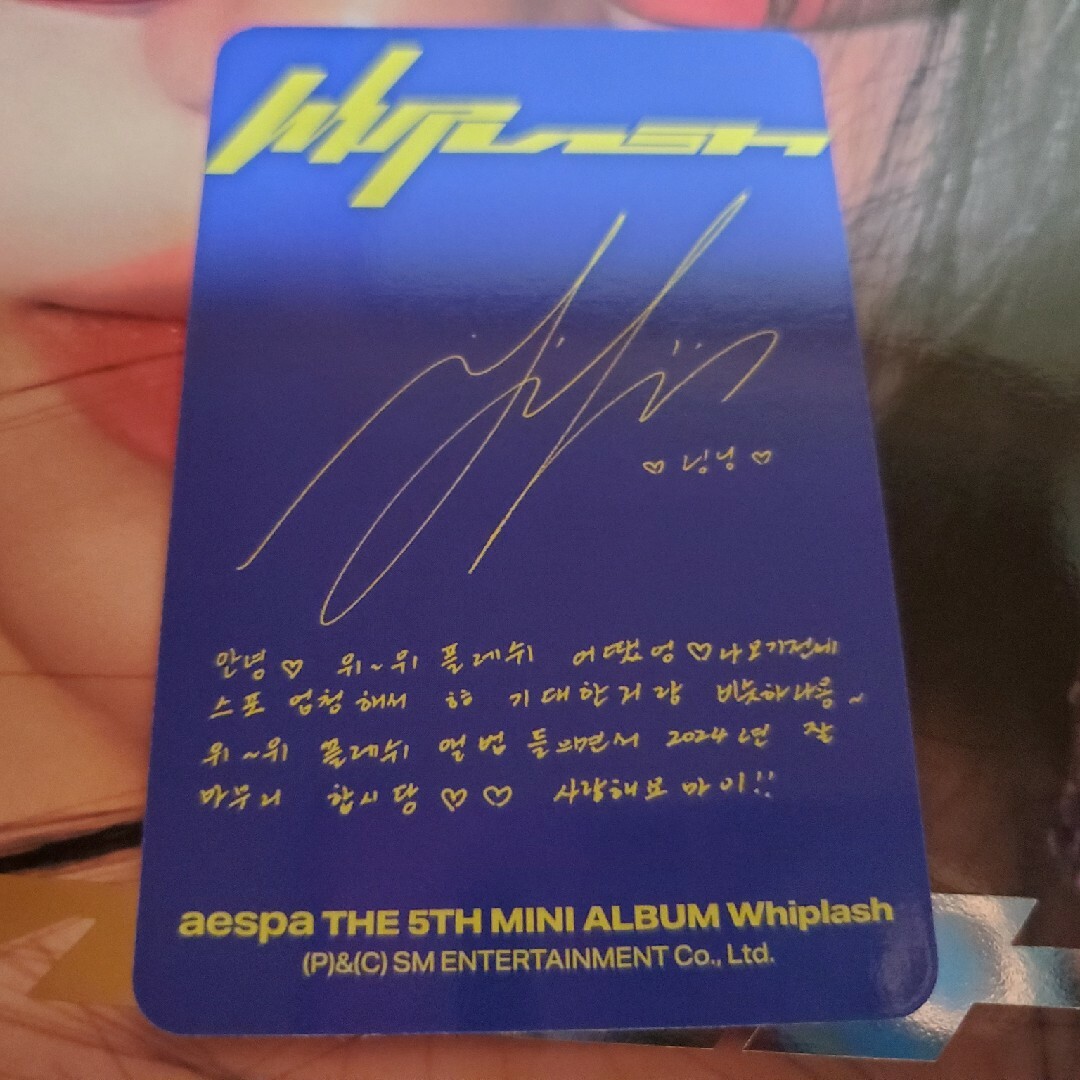 Whiplash
♡ 닝닝 ♡
안녕 ♡ 위~위 플레쉬 어땠엉 ♡ 나 오기전에
스포 엄청해서 ㅎㅎ 기대한거랑 비슷하나용~
위~위 플레쉬 앨범 들으면서 2024년 잘
마무리 합시당 ♡ ♡ 사랑해요 마이!!
aespa THE 5TH MINI ALBUM Whiplash
(P)&(C) SM ENTERTAINMENT Co., Ltd.